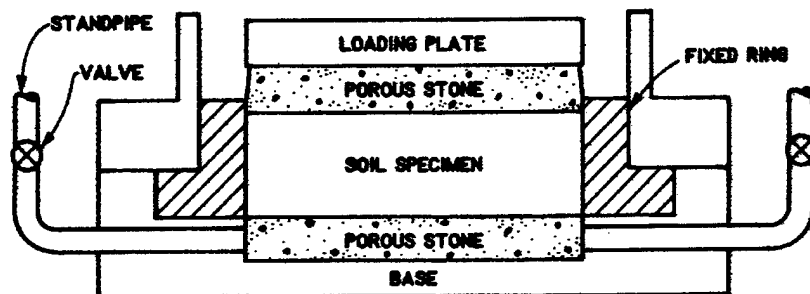 STANDPIPE
LOADING PLATE
FIXED RING
VALVE
POROUS STONE
SOIL SPECIMEN
POROUS STONE
BASE